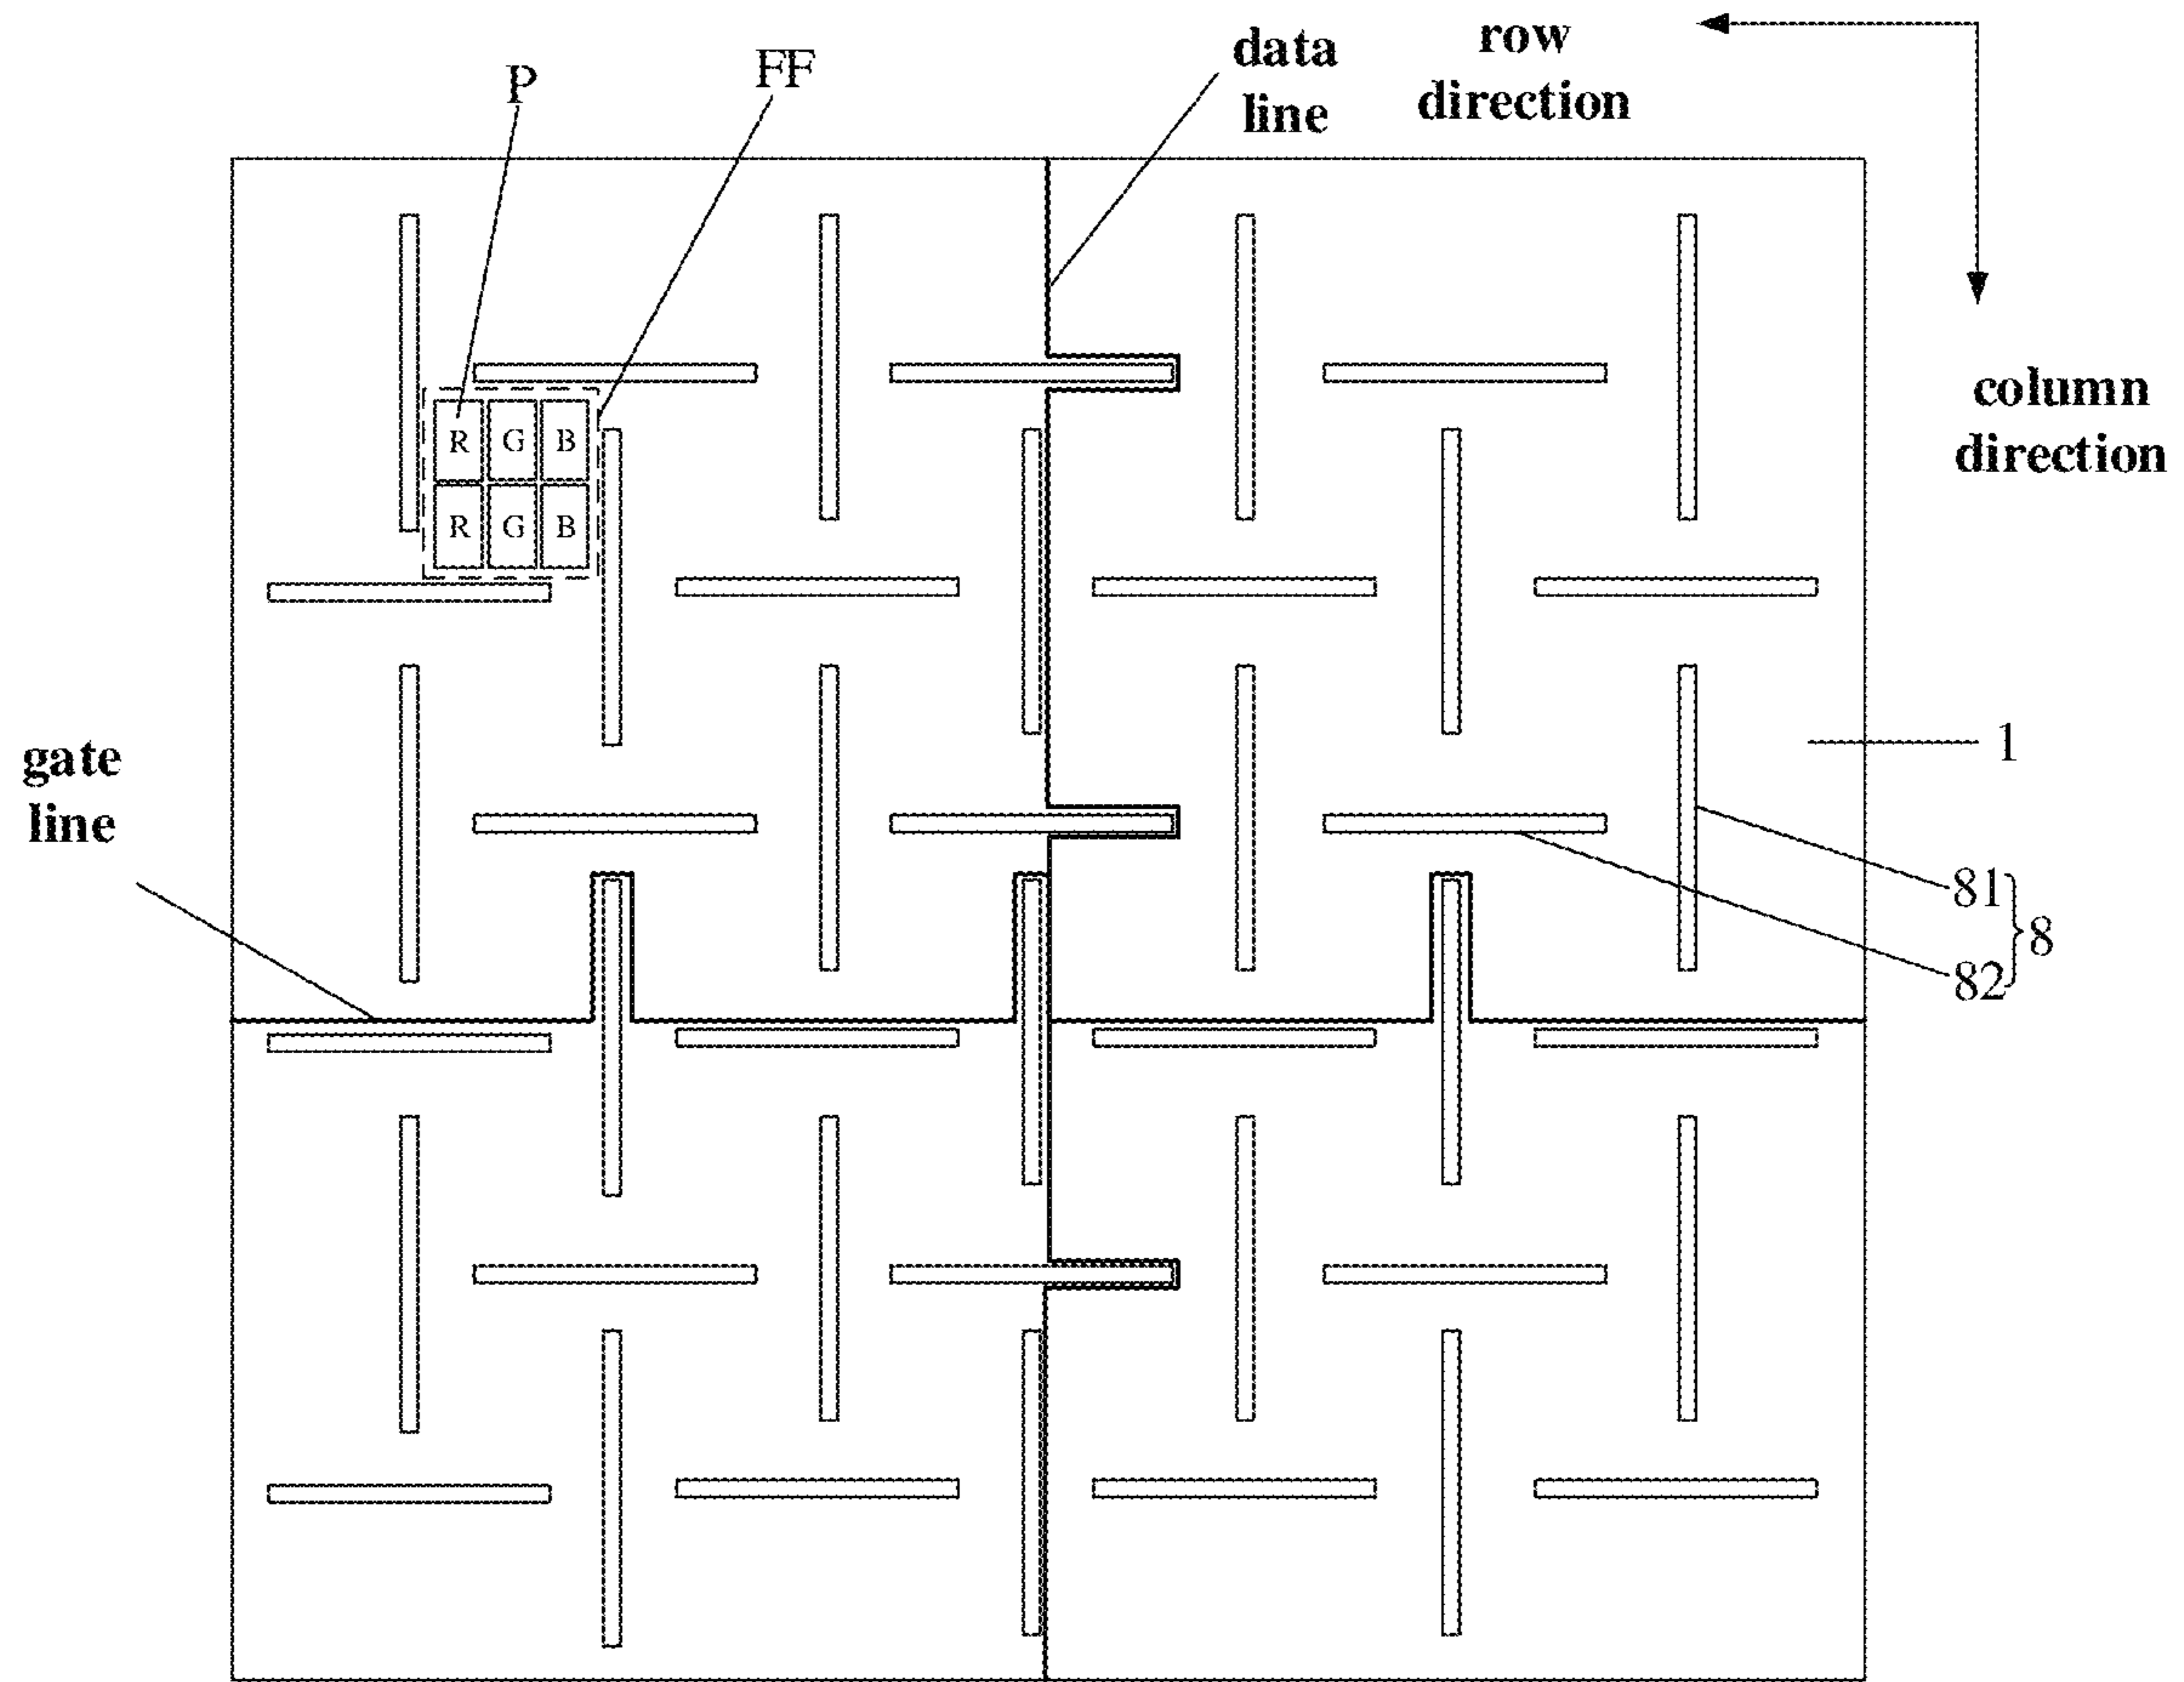 P
FF
data
line
row
direction
column
direction
R G B
R G B
gate
line
1
81
8
82